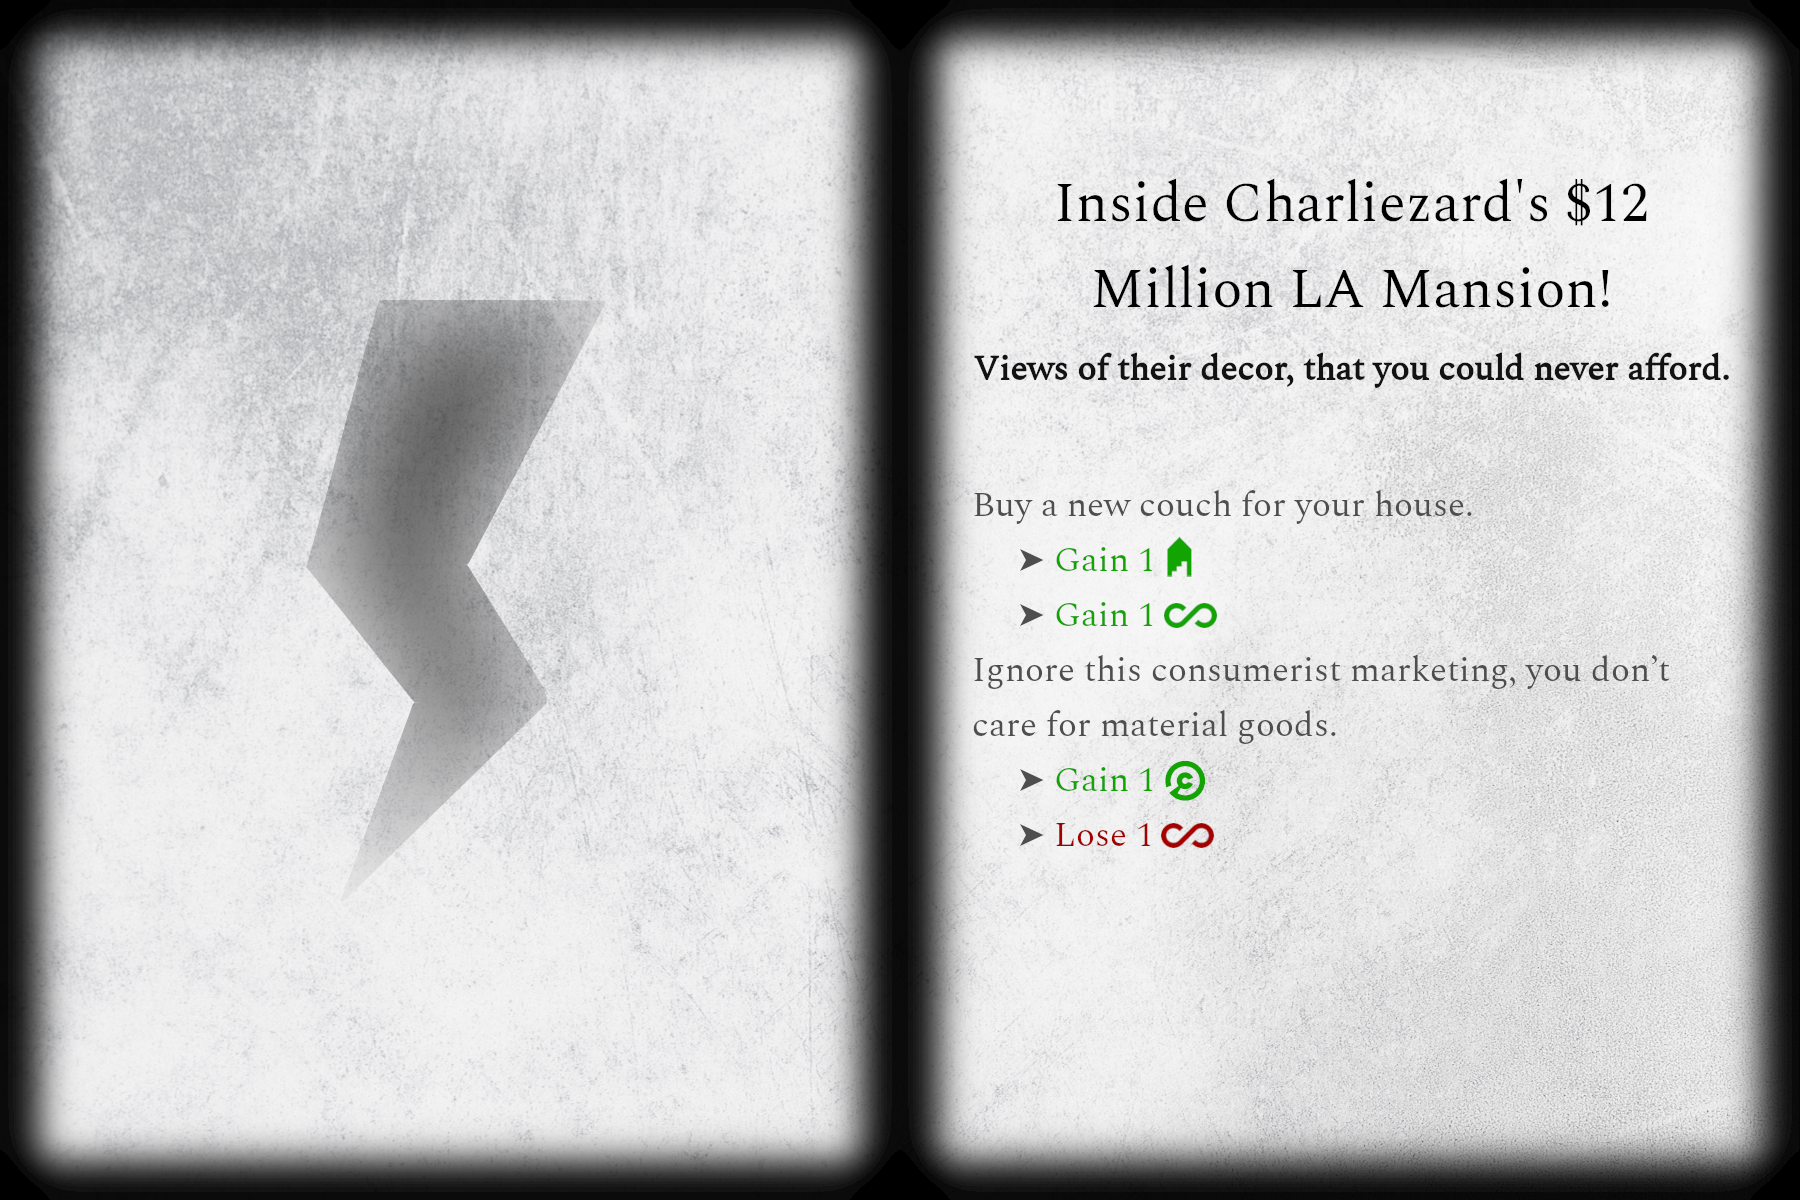 Inside Charliezard's $12
Million LA Mansion!
Views of their decor, that you could never afford.
Buy a new couch for your house.
➤ Gain 1
➤ Gain 1
Ignore this consumerist marketing, you don’t
care for material goods.
➤ Gain 1
➤ Lose 1